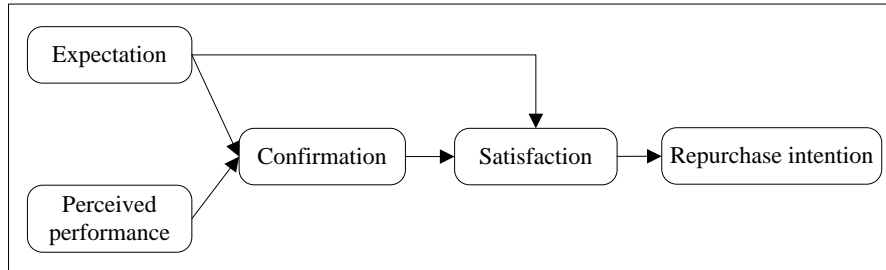 Expectation
Confirmation
Satisfaction
Repurchase intention
Perceived
performance